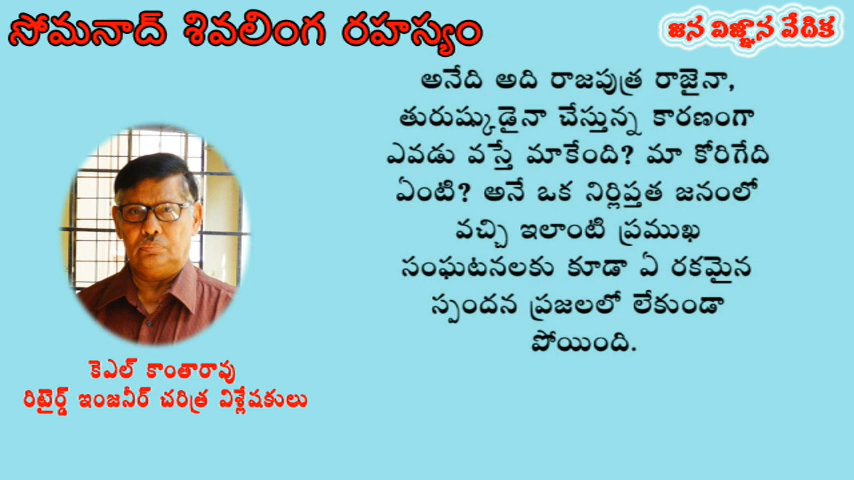 సోమనాద్ శివలింగ రహస్యం
జన విజ్ఞాన వేదిక
అనేది అది రాజపుత్ర రాజైనా,
తురుష్కుడైనా చేస్తున్న కారణంగా
ఎవడు వస్తే మాకేంది? మా కోరిగేది
ఏంటి? అనే ఒక నిర్లిప్తత జనంలో
వచ్చి ఇలాంటి ప్రముఖ
సంఘటనలకు కూడా ఏ రకమైన
స్పందన ప్రజలలో లేకుండా
పోయింది.
కెఎల్ కాంతారావు
రిటైర్డ్ ఇంజనీర్ చరిత్ర విశ్లేషకులు